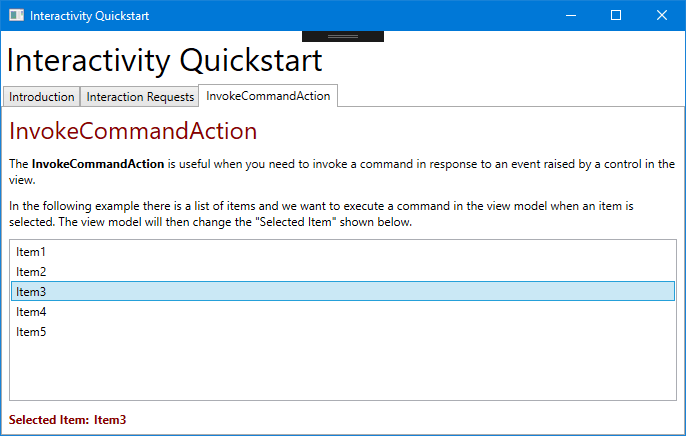 Interactivity Quickstart
Interactivity Quickstart
Introduction Interaction Requests InvokeCommandAction
InvokeCommandAction
The InvokeCommandAction is useful when you need to invoke a command in response to an event raised by a control in the
view.
In the following example there is a list of items and we want to execute a command in the view model when an item is
selected. The view model will then change the "Selected Item" shown below.
Item1
Item2
Item3
Item4
Item5
Selected Item: Item3